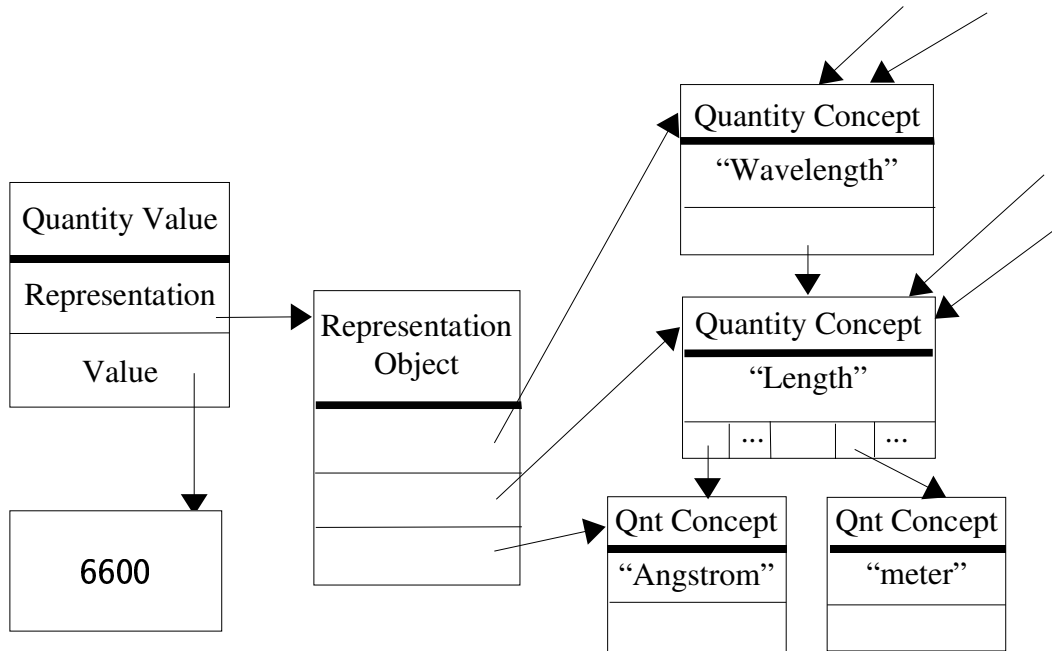 Quantity Value
Representation
Value
6600
Representation
Object
Quantity Concept
“Wavelength”
Quantity Concept
“Length”
...
...
Qnt Concept
“Angstrom”
Qnt Concept
“meter”